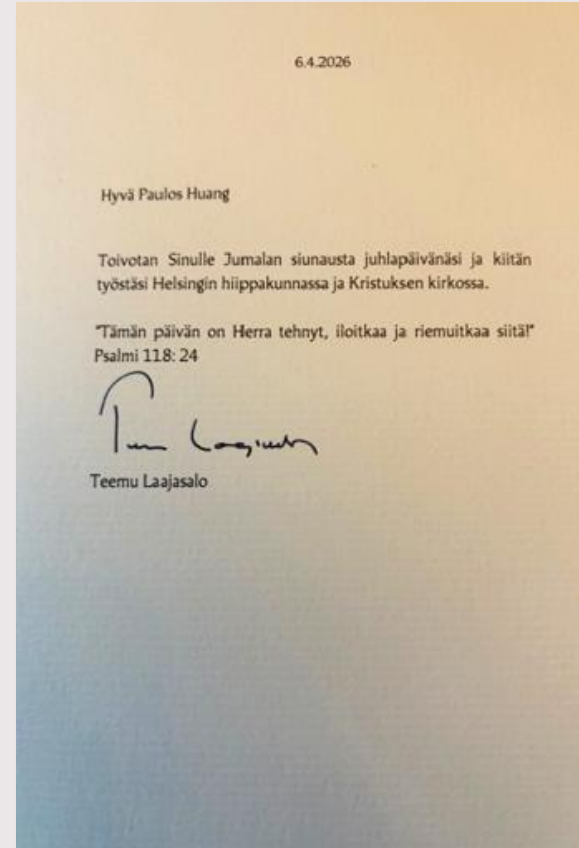 6.4.2026
Hyvä Paulos Huang
Toivotan Sinulle Jumalan siunausta juhlapäivänäsi ja kiitän
työstäsi Helsingin hiippakunnassa ja Kristuksen kirkossa.
"Tämän päivän on Herra tehnyt, iloitkaa ja riemuitkaa siitä!"
Psalmi 118: 24
Teemu Laajasalo